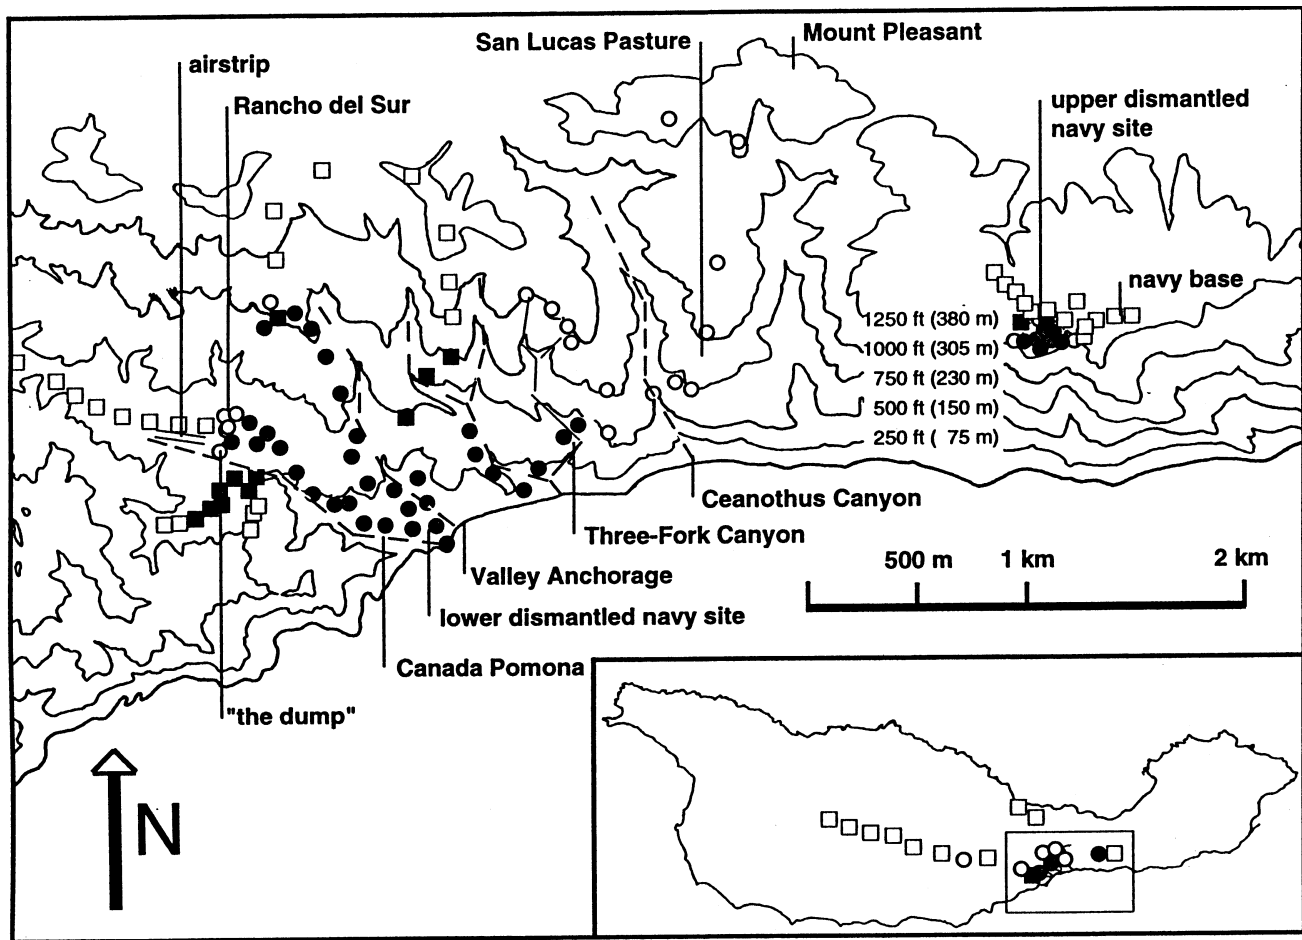 San Lucas Pasture
Mount Pleasant
airstrip
Rancho del Sur
upper dismantled
navy site
navy base
1250 ft (380 m)
1000 ft (305 m)
750 ft (230 m)
500 ft (150 m)
250 ft ( 75 m)
Ceanothus Canyon
Three-Fork Canyon
Valley Anchorage
lower dismantled navy site
Canada Pomona
"the dump"
500 m 1 km 2 km
N